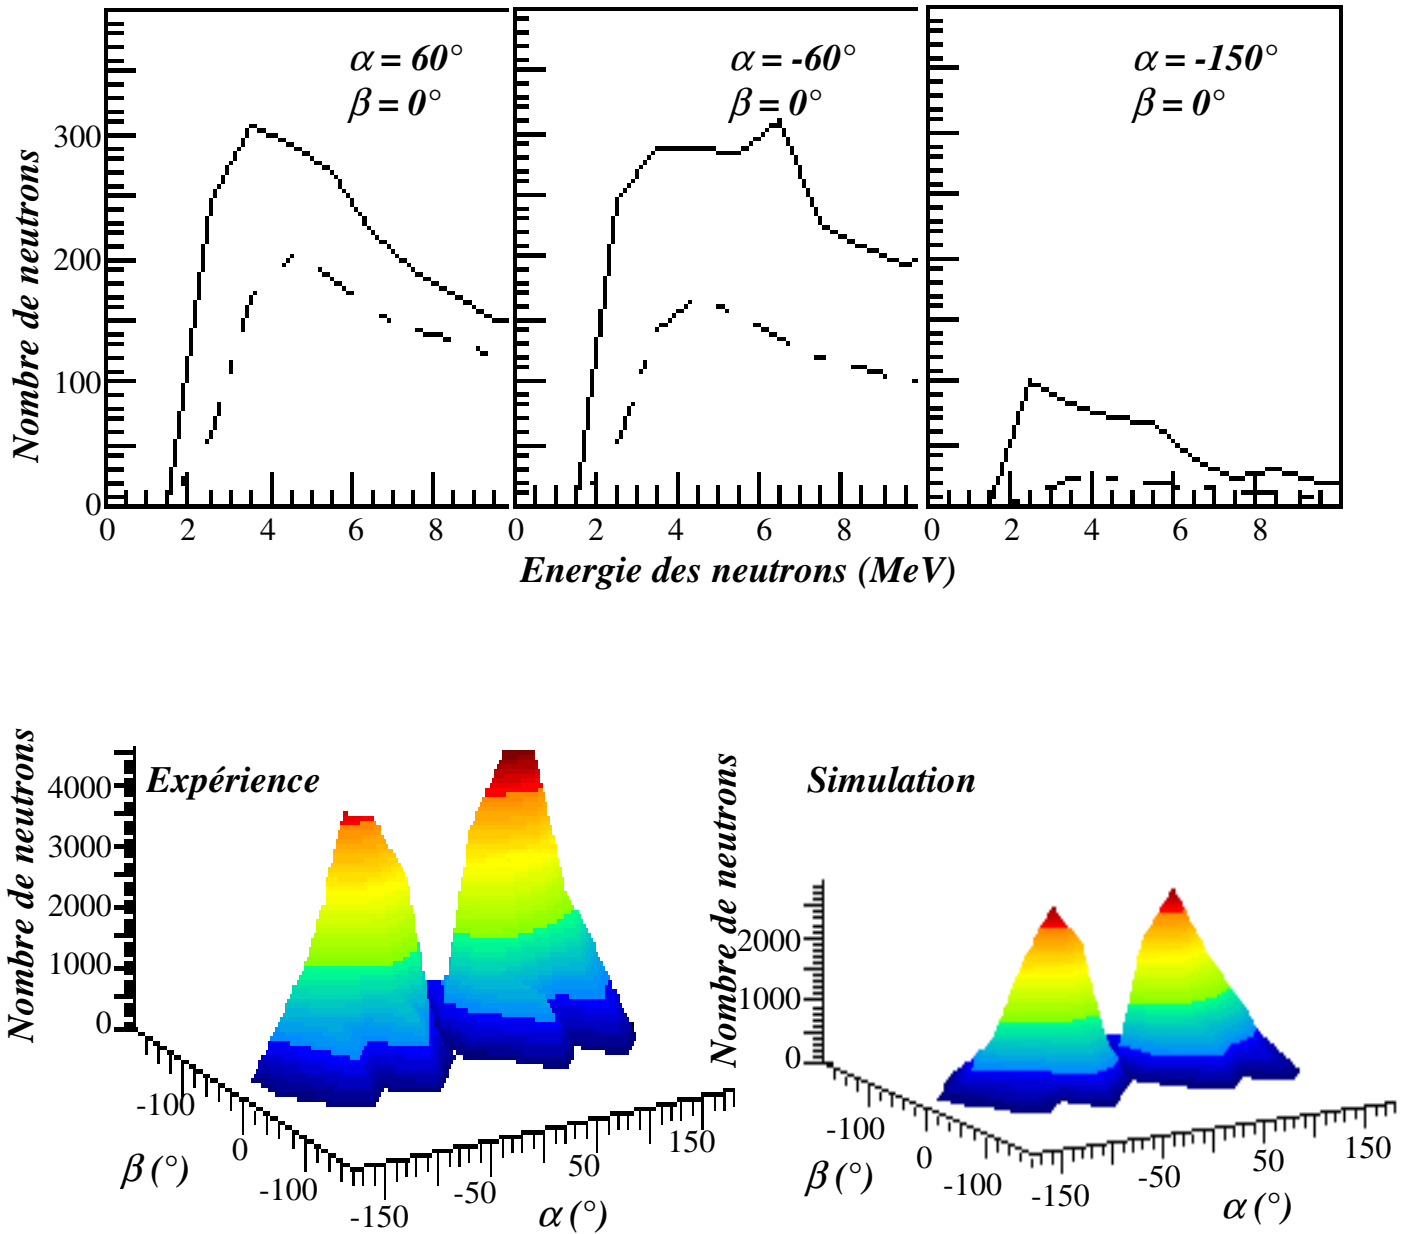 α = 60°
β = 0°
α = -60°
β = 0°
α = -150°
β = 0°
Nombre de neutrons
300
200
100
0
0 2 4 6 8
0 2 4 6 8
0 2 4 6 8
Energie des neutrons (MeV)
Expérience
Nombre de neutrons
4000
3000
2000
1000
0
-100
0
-100
β (°)
-150
-50
50
150
α (°)
Simulation
Nombre de neutrons
2000
1000
0
-100
0
-100
β (°)
-150
-50
50
150
α (°)